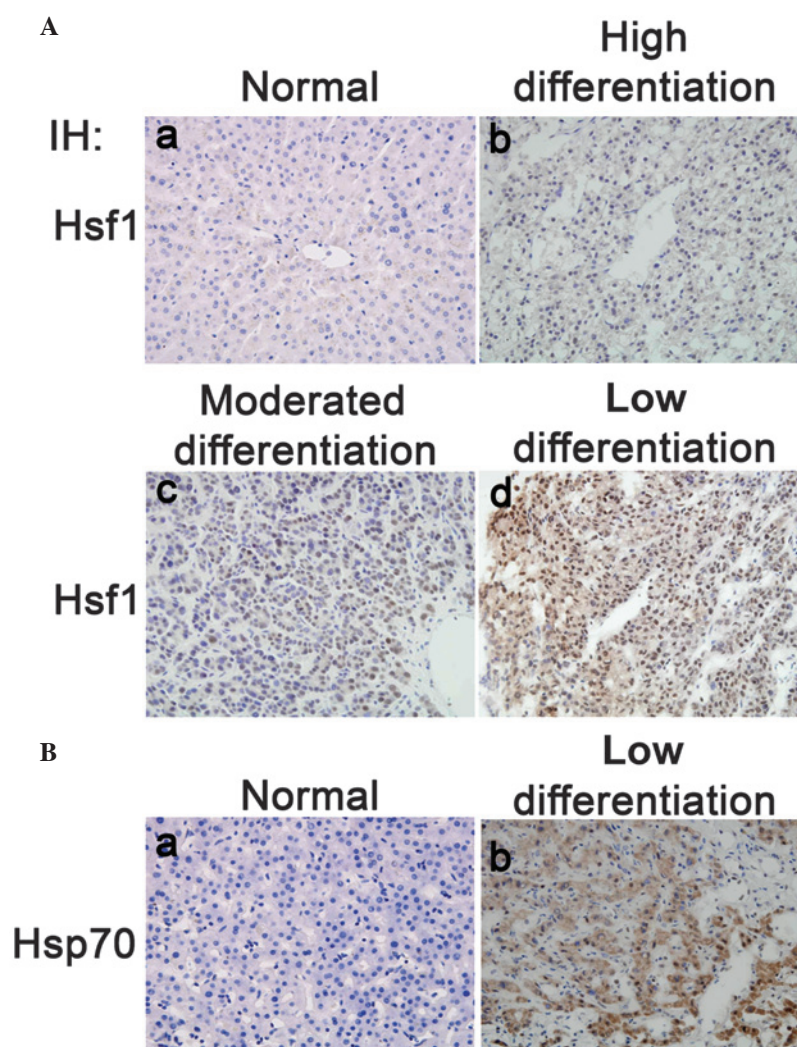 A
Normal
High
differentiation
IH:
a
b
Hsf1
Moderated
differentiation
Low
differentiation
c
d
Hsf1
B
Normal
Low
differentiation
a
b
Hsp70